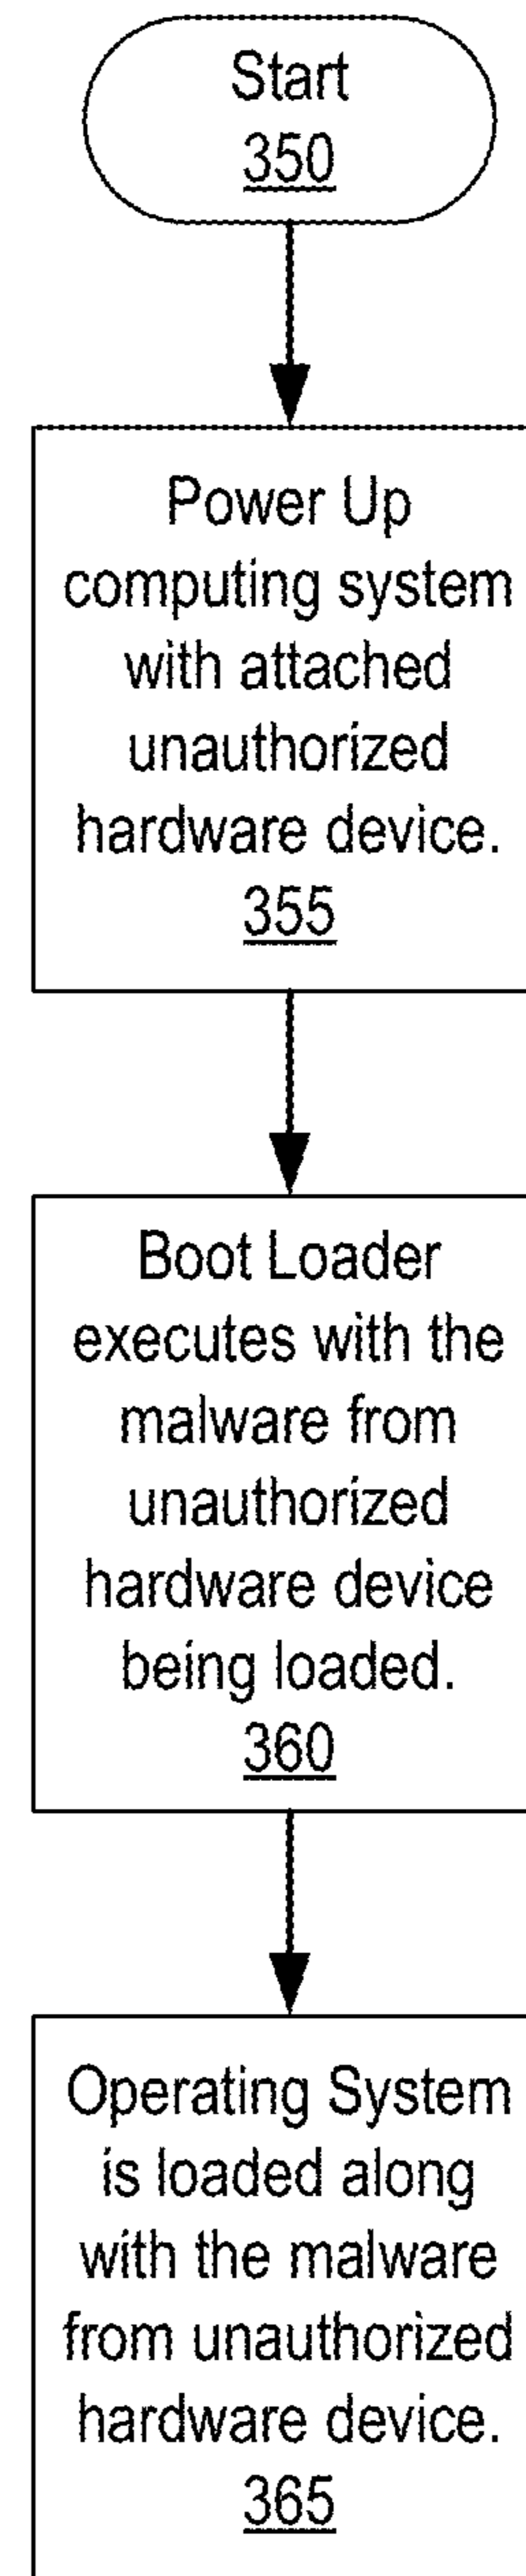 Start
350
Power Up
computing system
with attached
unauthorized
hardware device.
355
Boot Loader
executes with the
malware from
unauthorized
hardware device
being loaded.
360
Operating System
is loaded along
with the malware
from unauthorized
hardware device.
365